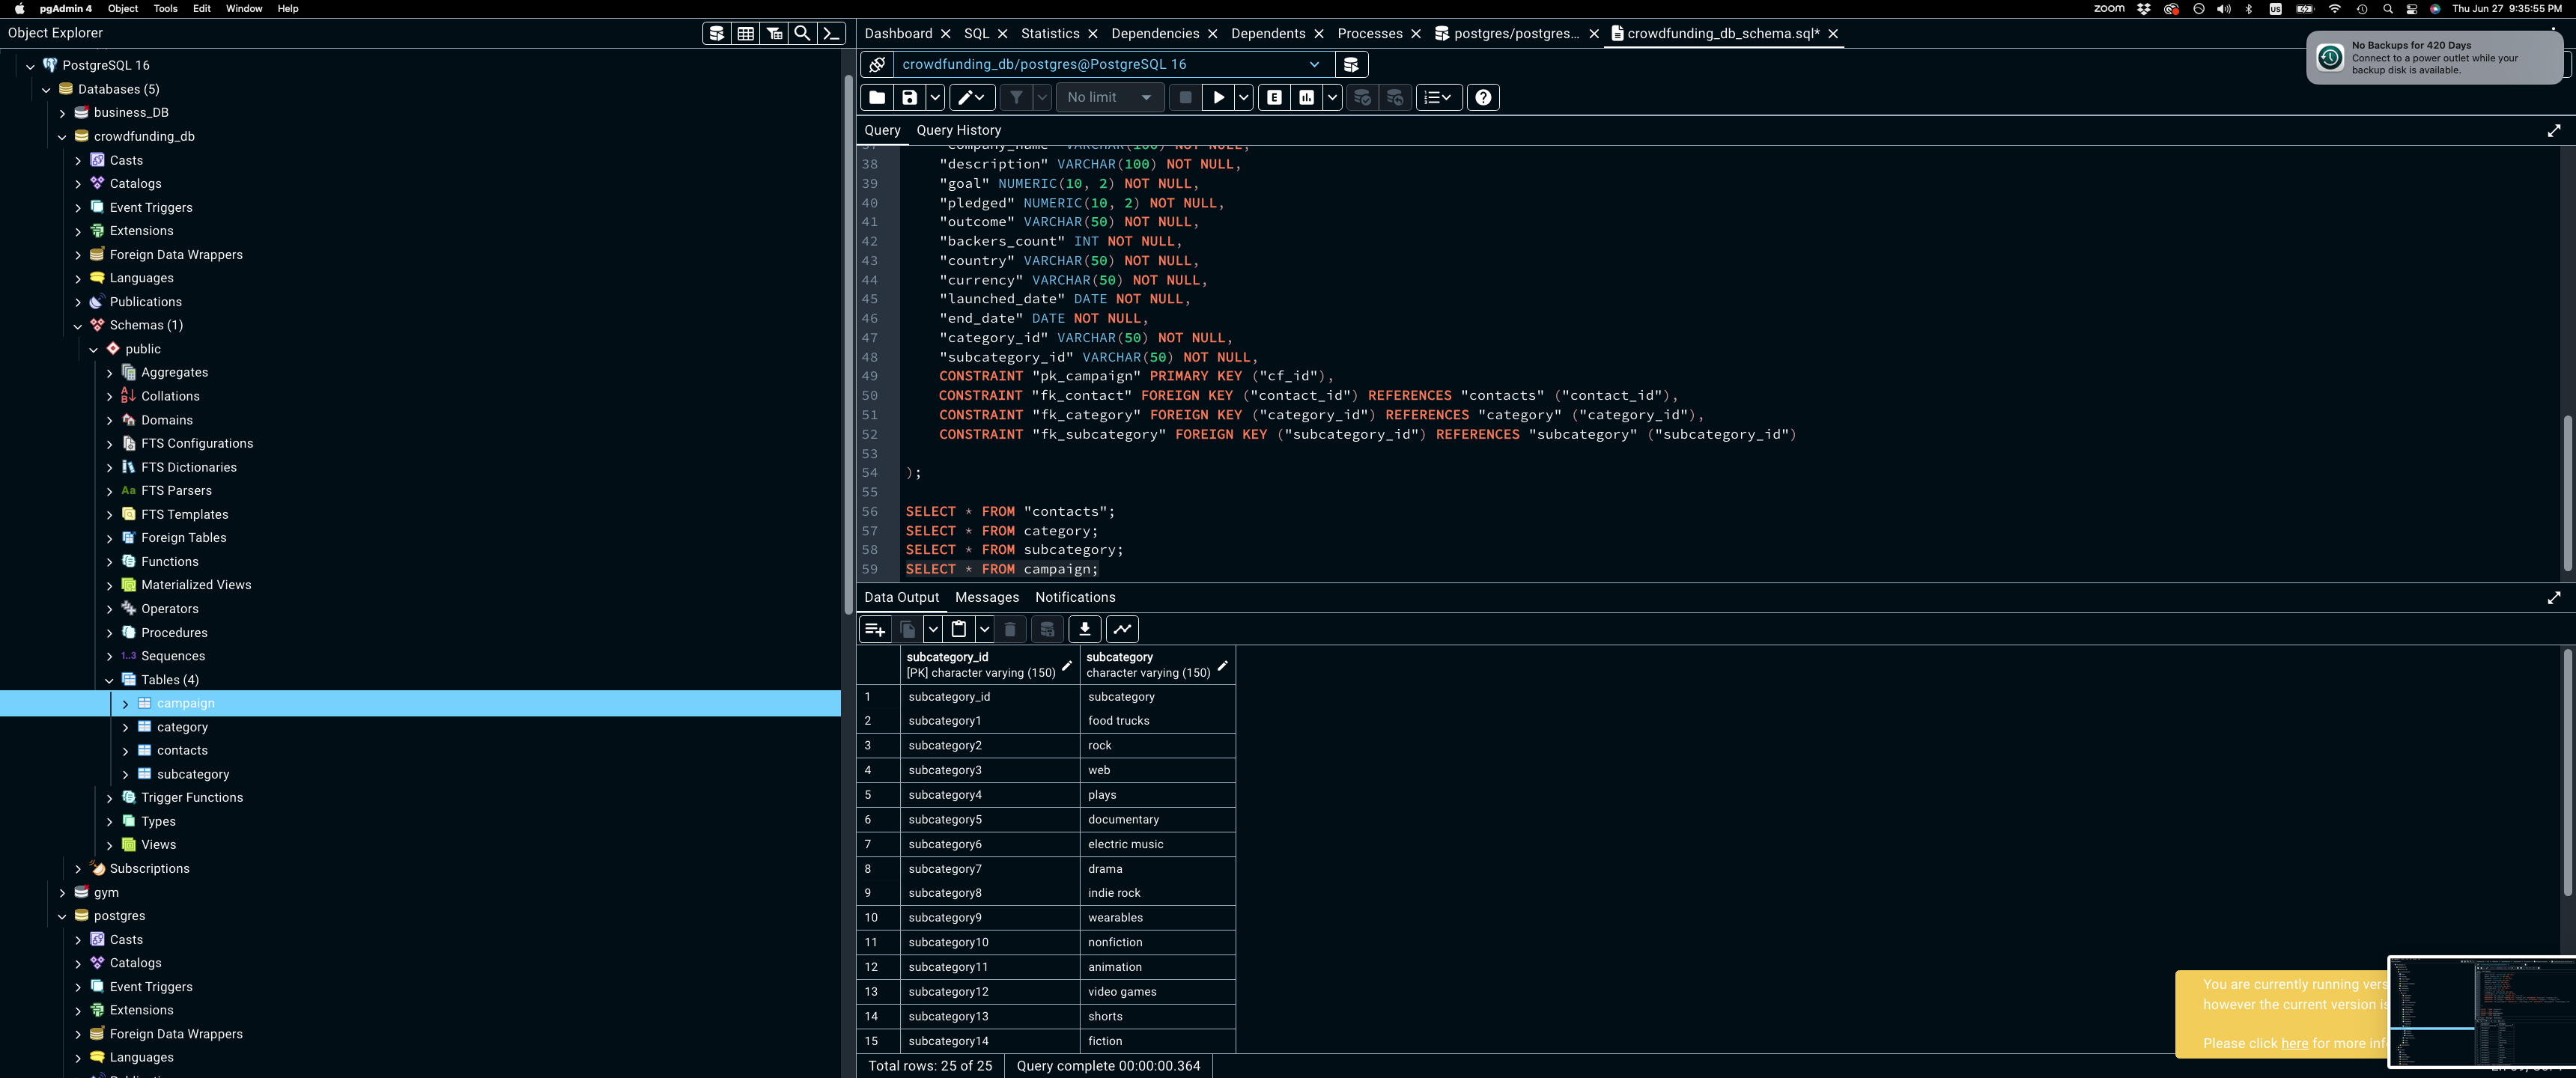 pgAdmin 4 Object Tools Edit Window Help
zoom US Thu Jun 27 9:35:55 PM
Object Explorer
Dashboard SQL Statistics Dependencies Dependents Processes postgres/postgres... crowdfunding_db_schema.sql*
No Backups for 420 Days
Connect to a power outlet while your
backup disk is available.
PostgreSQL 16
Databases (5)
business_DB
crowdfunding_db
Casts
Catalogs
Event Triggers
Extensions
Foreign Data Wrappers
Languages
Publications
Schemas (1)
public
Aggregates
Collations
Domains
FTS Configurations
FTS Dictionaries
Aa FTS Parsers
FTS Templates
Foreign Tables
Functions
Materialized Views
Operators
Procedures
1..3 Sequences
Tables (4)
campaign
category
contacts
subcategory
Trigger Functions
Types
Views
Subscriptions
gym
postgres
Casts
Catalogs
Event Triggers
Extensions
Foreign Data Wrappers
Languages
crowdfunding_db/postgres@PostgreSQL 16
No limit
E
Query Query History
37 "company_name" VARCHAR(100) NOT NULL,
38 "description" VARCHAR(100) NOT NULL,
39 "goal" NUMERIC(10, 2) NOT NULL,
40 "pledged" NUMERIC(10, 2) NOT NULL,
41 "outcome" VARCHAR(50) NOT NULL,
42 "backers_count" INT NOT NULL,
43 "country" VARCHAR(50) NOT NULL,
44 "currency" VARCHAR(50) NOT NULL,
45 "launched_date" DATE NOT NULL,
46 "end_date" DATE NOT NULL,
47 "category_id" VARCHAR(50) NOT NULL,
48 "subcategory_id" VARCHAR(50) NOT NULL,
49 CONSTRAINT "pk_campaign" PRIMARY KEY ("cf_id"),
50 CONSTRAINT "fk_contact" FOREIGN KEY ("contact_id") REFERENCES "contacts" ("contact_id"),
51 CONSTRAINT "fk_category" FOREIGN KEY ("category_id") REFERENCES "category" ("category_id"),
52 CONSTRAINT "fk_subcategory" FOREIGN KEY ("subcategory_id") REFERENCES "subcategory" ("subcategory_id")
53
54 );
55
56 SELECT * FROM "contacts";
57 SELECT * FROM category;
58 SELECT * FROM subcategory;
59 SELECT * FROM campaign;
Data Output Messages Notifications
subcategory_id subcategory
[PK] character varying (150) character varying (150)
1 subcategory_id subcategory
2 subcategory1 food trucks
3 subcategory2 rock
4 subcategory3 web
5 subcategory4 plays
6 subcategory5 documentary
7 subcategory6 electric music
8 subcategory7 drama
9 subcategory8 indie rock
10 subcategory9 wearables
11 subcategory10 nonfiction
12 subcategory11 animation
13 subcategory12 video games
14 subcategory13 shorts
15 subcategory14 fiction
Total rows: 25 of 25 Query complete 00:00:00.364
You are currently running vers
however the current version is
Please click here for more inf